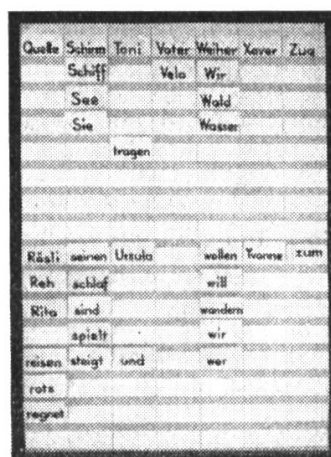 Quelle Schirm Toni Vater Weiher Xaver Zug
Schiff Velo Wir
See Wald
Sie Wasser
tragen
Rösli seinen Ursula wollen Yvonne zum
Reh schlaf will
Rita sind wandern
spielt wir
reisen steigt und wer
rots
regnet